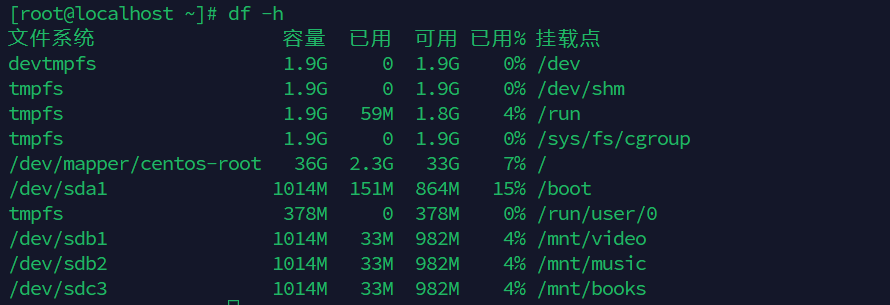 [root@localhost ~]# df -h
文件系统 容量 已用 可用 已用% 挂载点
devtmpfs 1.9G 0 1.9G 0% /dev
tmpfs 1.9G 0 1.9G 0% /dev/shm
tmpfs 1.9G 59M 1.8G 4% /run
tmpfs 1.9G 0 1.9G 0% /sys/fs/cgroup
/dev/mapper/centos-root 36G 2.3G 33G 7% /
/dev/sda1 1014M 151M 864M 15% /boot
tmpfs 378M 0 378M 0% /run/user/0
/dev/sdb1 1014M 33M 982M 4% /mnt/video
/dev/sdb2 1014M 33M 982M 4% /mnt/music
/dev/sdc3 1014M 33M 982M 4% /mnt/books